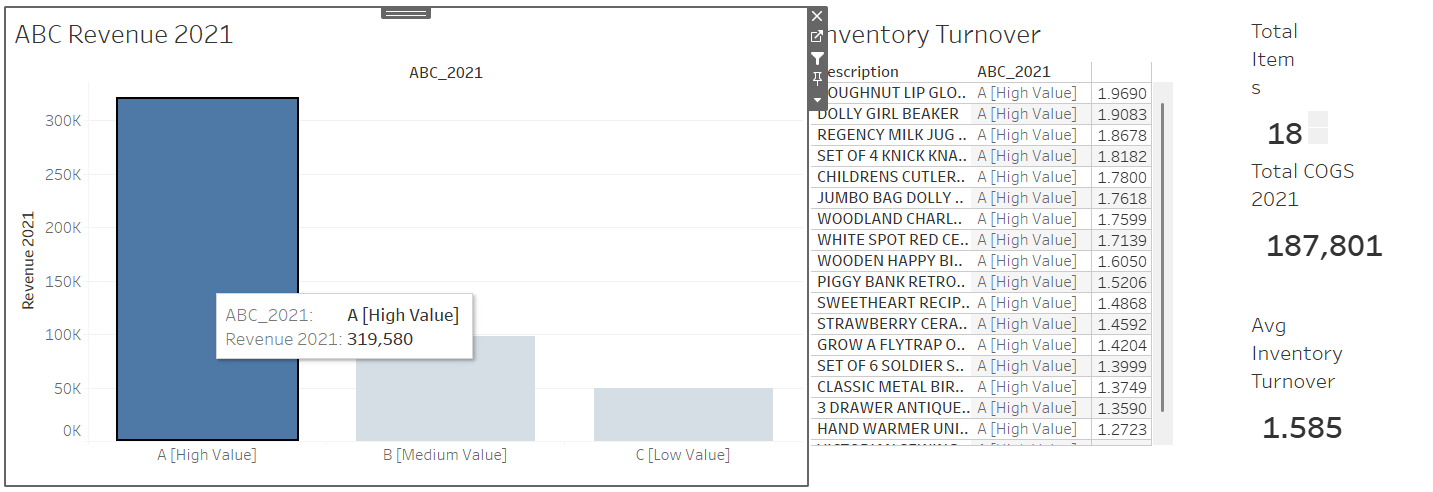 ABC Revenue 2021
ABC_2021
Revenue 2021
300K
250K
200K
150K
100K
50K
0K
ABC_2021: A [High Value]
Revenue 2021: 319,580
A [High Value] B [Medium Value] C [Low Value]
nventory Turnover
escription ABC_2021
OUGHNUT LIP GLO.. A [High Value] 1.9690
DOLLY GIRL BEAKER A [High Value] 1.9083
REGENCY MILK JUG .. A [High Value] 1.8678
SET OF 4 KNICK KNA.. A [High Value] 1.8182
CHILDRENS CUTLER.. A [High Value] 1.7800
JUMBO BAG DOLLY .. A [High Value] 1.7618
WOODLAND CHARL.. A [High Value] 1.7599
WHITE SPOT RED CE.. A [High Value] 1.7139
WOODEN HAPPY BI.. A [High Value] 1.6050
PIGGY BANK RETRO.. A [High Value] 1.5206
SWEETHEART RECIP.. A [High Value] 1.4868
STRAWBERRY CERA.. A [High Value] 1.4592
GROW A FLYTRAP O.. A [High Value] 1.4204
SET OF 6 SOLDIER S.. A [High Value] 1.3999
CLASSIC METAL BIR.. A [High Value] 1.3749
3 DRAWER ANTIQUE.. A [High Value] 1.3590
HAND WARMER UNI.. A [High Value] 1.2723
Total
Item
s
18
Total COGS
2021
187,801
Avg
Inventory
Turnover
1.585